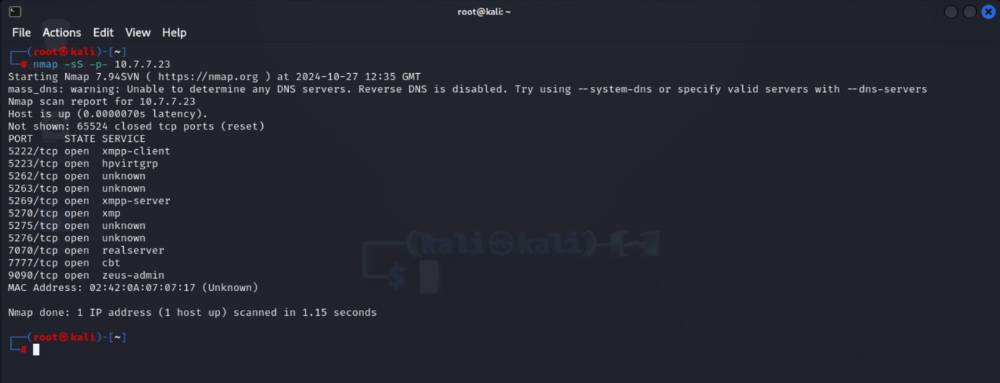 root@kali: ~
File Actions Edit View Help
┌──(root㉿kali)-[~]
└─# nmap -sS -p- 10.7.7.23
Starting Nmap 7.94SVN ( https://nmap.org ) at 2024-10-27 12:35 GMT
mass_dns: warning: Unable to determine any DNS servers. Reverse DNS is disabled. Try using --system-dns or specify valid servers with --dns-servers
Nmap scan report for 10.7.7.23
Host is up (0.0000070s latency).
Not shown: 65524 closed tcp ports (reset)
PORT     STATE SERVICE
5222/tcp open  xmpp-client
5223/tcp open  hpvirtgrp
5262/tcp open  unknown
5263/tcp open  unknown
5269/tcp open  xmpp-server
5270/tcp open  xmp
5275/tcp open  unknown
5276/tcp open  unknown
7070/tcp open  realserver
7777/tcp open  cbt
9090/tcp open  zeus-admin
MAC Address: 02:42:0A:07:07:17 (Unknown)
Nmap done: 1 IP address (1 host up) scanned in 1.15 seconds
┌──(root㉿kali)-[~]
└─#
┌──(kali㉿kali)-[~]
└─$